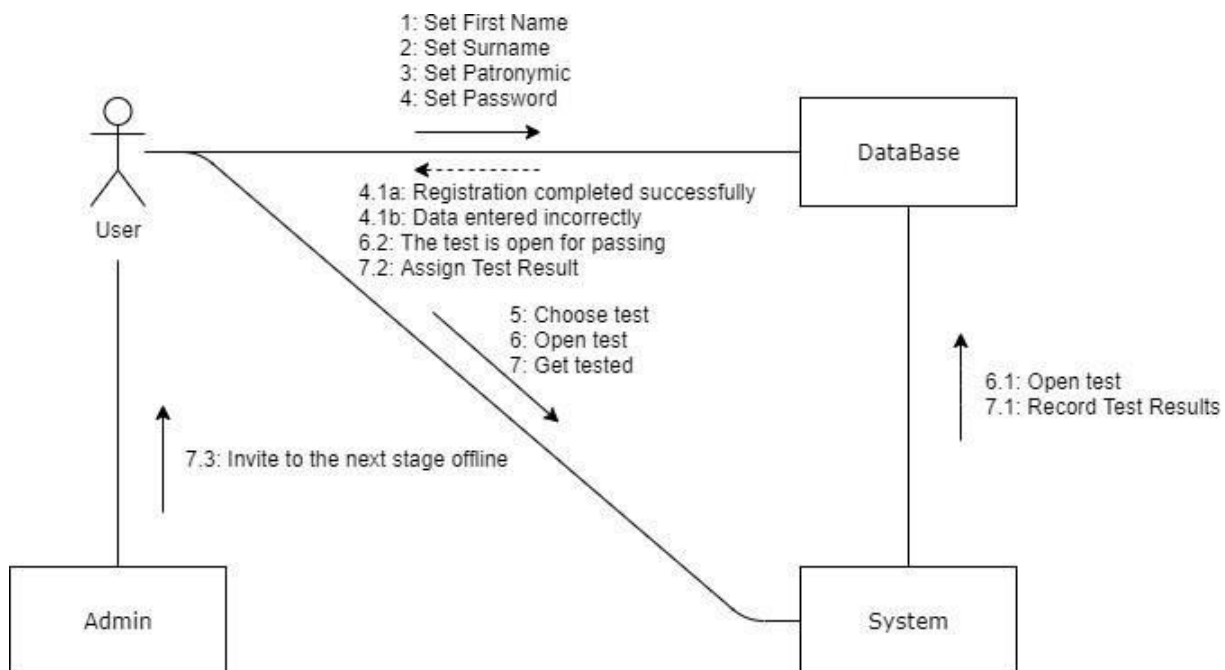 1: Set First Name
2: Set Surname
3: Set Patronymic
4: Set Password
DataBase
User
4.1a: Registration completed successfully
4.1b: Data entered incorrectly
6.2: The test is open for passing
7.2: Assign Test Result
5: Choose test
6: Open test
7: Get tested
6.1: Open test
7.1: Record Test Results
7.3: Invite to the next stage offline
Admin
System